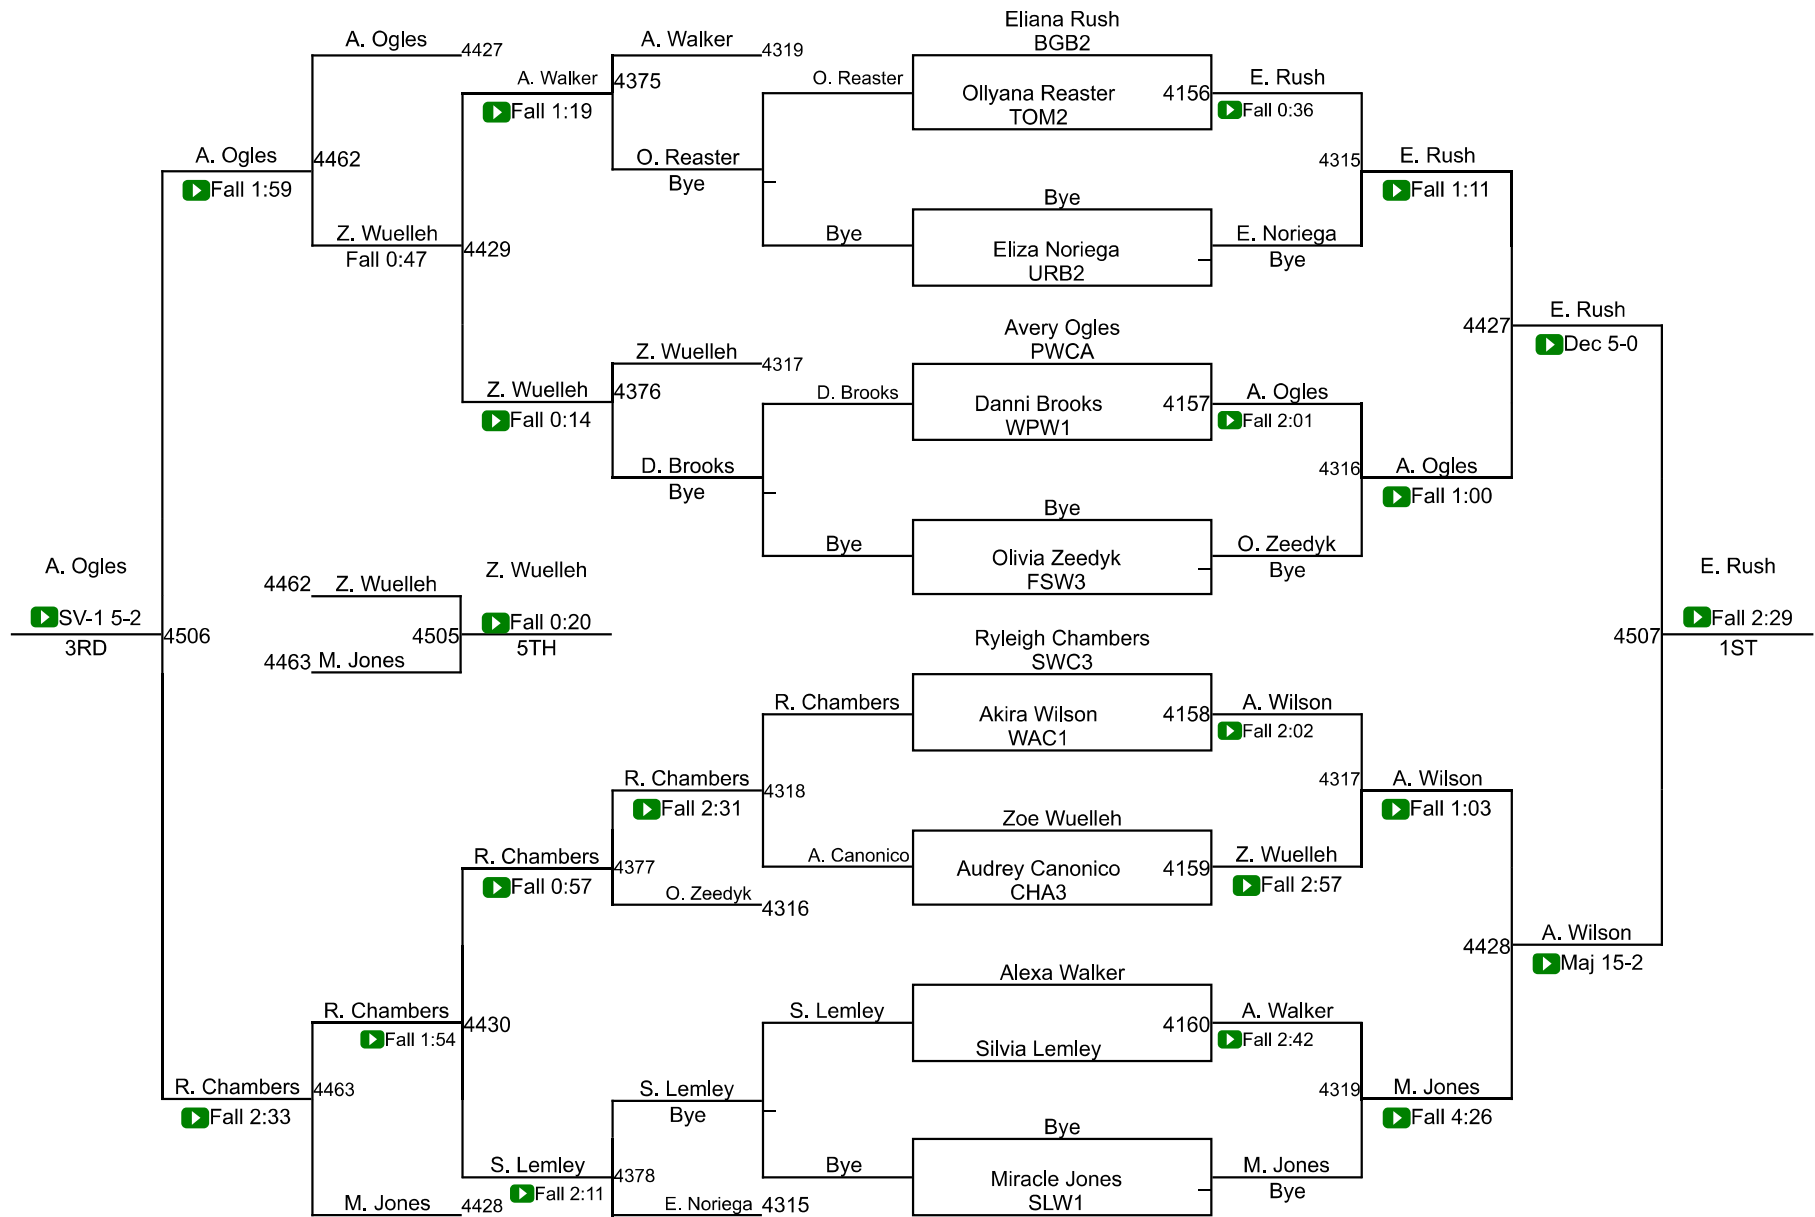 Eliana Rush
BGB2
A. Ogles
4427
A. Walker
4319
A. Walker
4375
Fall 1:19
O. Reaster
Ollyana Reaster
TOM2
4156
E. Rush
Fall 0:36
A. Ogles
4462
Fall 1:59
O. Reaster
Bye
4315
E. Rush
Fall 1:11
Bye
Z. Wuelleh
Fall 0:47
4429
Bye
Eliza Noriega
URB2
E. Noriega
Bye
Avery Ogles
PWCA
4427
E. Rush
Dec 5-0
Z. Wuelleh
4317
Z. Wuelleh
4376
Fall 0:14
D. Brooks
Danni Brooks
WPW1
4157
A. Ogles
Fall 2:01
D. Brooks
Bye
4316
A. Ogles
Fall 1:00
Bye
Bye
Olivia Zeedyk
FSW3
O. Zeedyk
Bye
A. Ogles
SV-1 5-2
3RD
4506
4462
Z. Wuelleh
4463
M. Jones
4505
Z. Wuelleh
Fall 0:20
5TH
E. Rush
4507
Fall 2:29
1ST
Ryleigh Chambers
SWC3
R. Chambers
Akira Wilson
WAC1
4158
A. Wilson
Fall 2:02
R. Chambers
4318
Fall 2:31
4317
A. Wilson
Fall 1:03
Zoe Wuelleh
R. Chambers
4377
Fall 0:57
A. Canonico
Audrey Canonico
CHA3
4159
Z. Wuelleh
Fall 2:57
O. Zeedyk
4316
4428
A. Wilson
Maj 15-2
Alexa Walker
R. Chambers
4430
Fall 1:54
S. Lemley
Silvia Lemley
4160
A. Walker
Fall 2:42
R. Chambers
4463
Fall 2:33
S. Lemley
Bye
4319
M. Jones
Fall 4:26
Bye
S. Lemley
4378
Fall 2:11
Bye
Miracle Jones
SLW1
M. Jones
Bye
M. Jones
4428
E. Noriega
4315